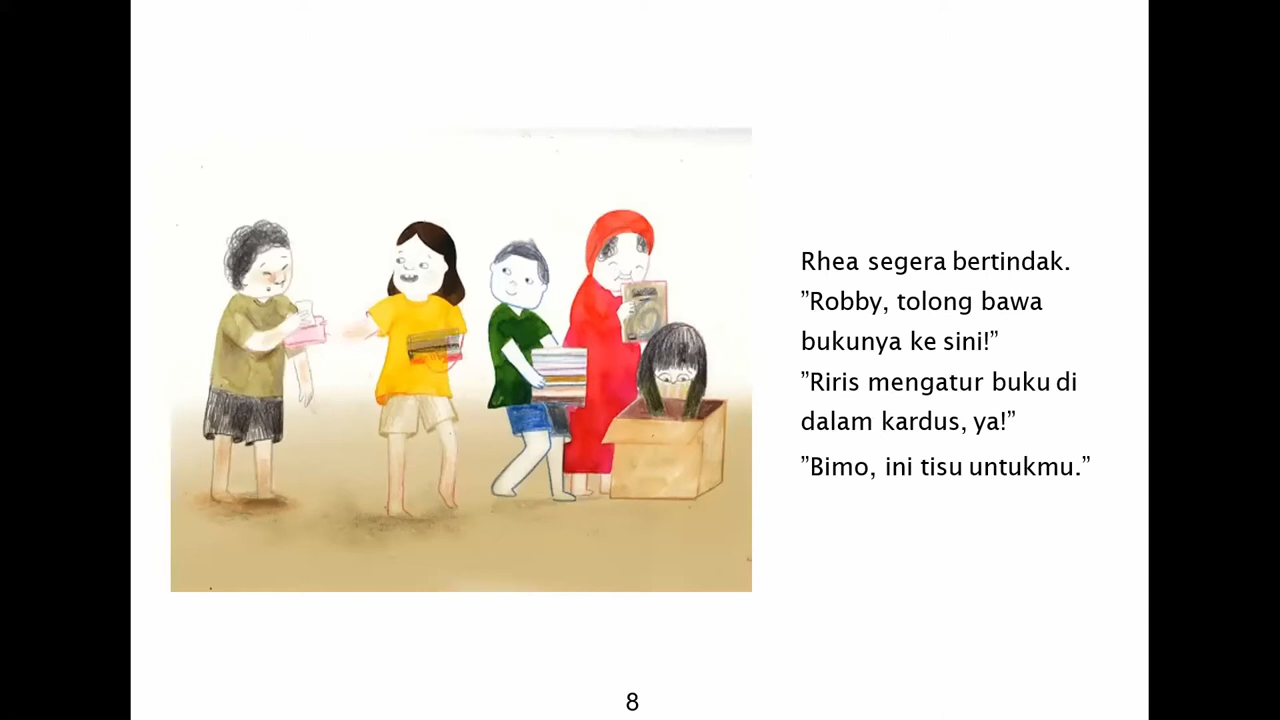 Rhea segera bertindak.
”Robby, tolong bawa
bukunya ke sini!”
”Riris mengatur buku di
dalam kardus, ya!”
”Bimo, ini tisu untukmu.”
8